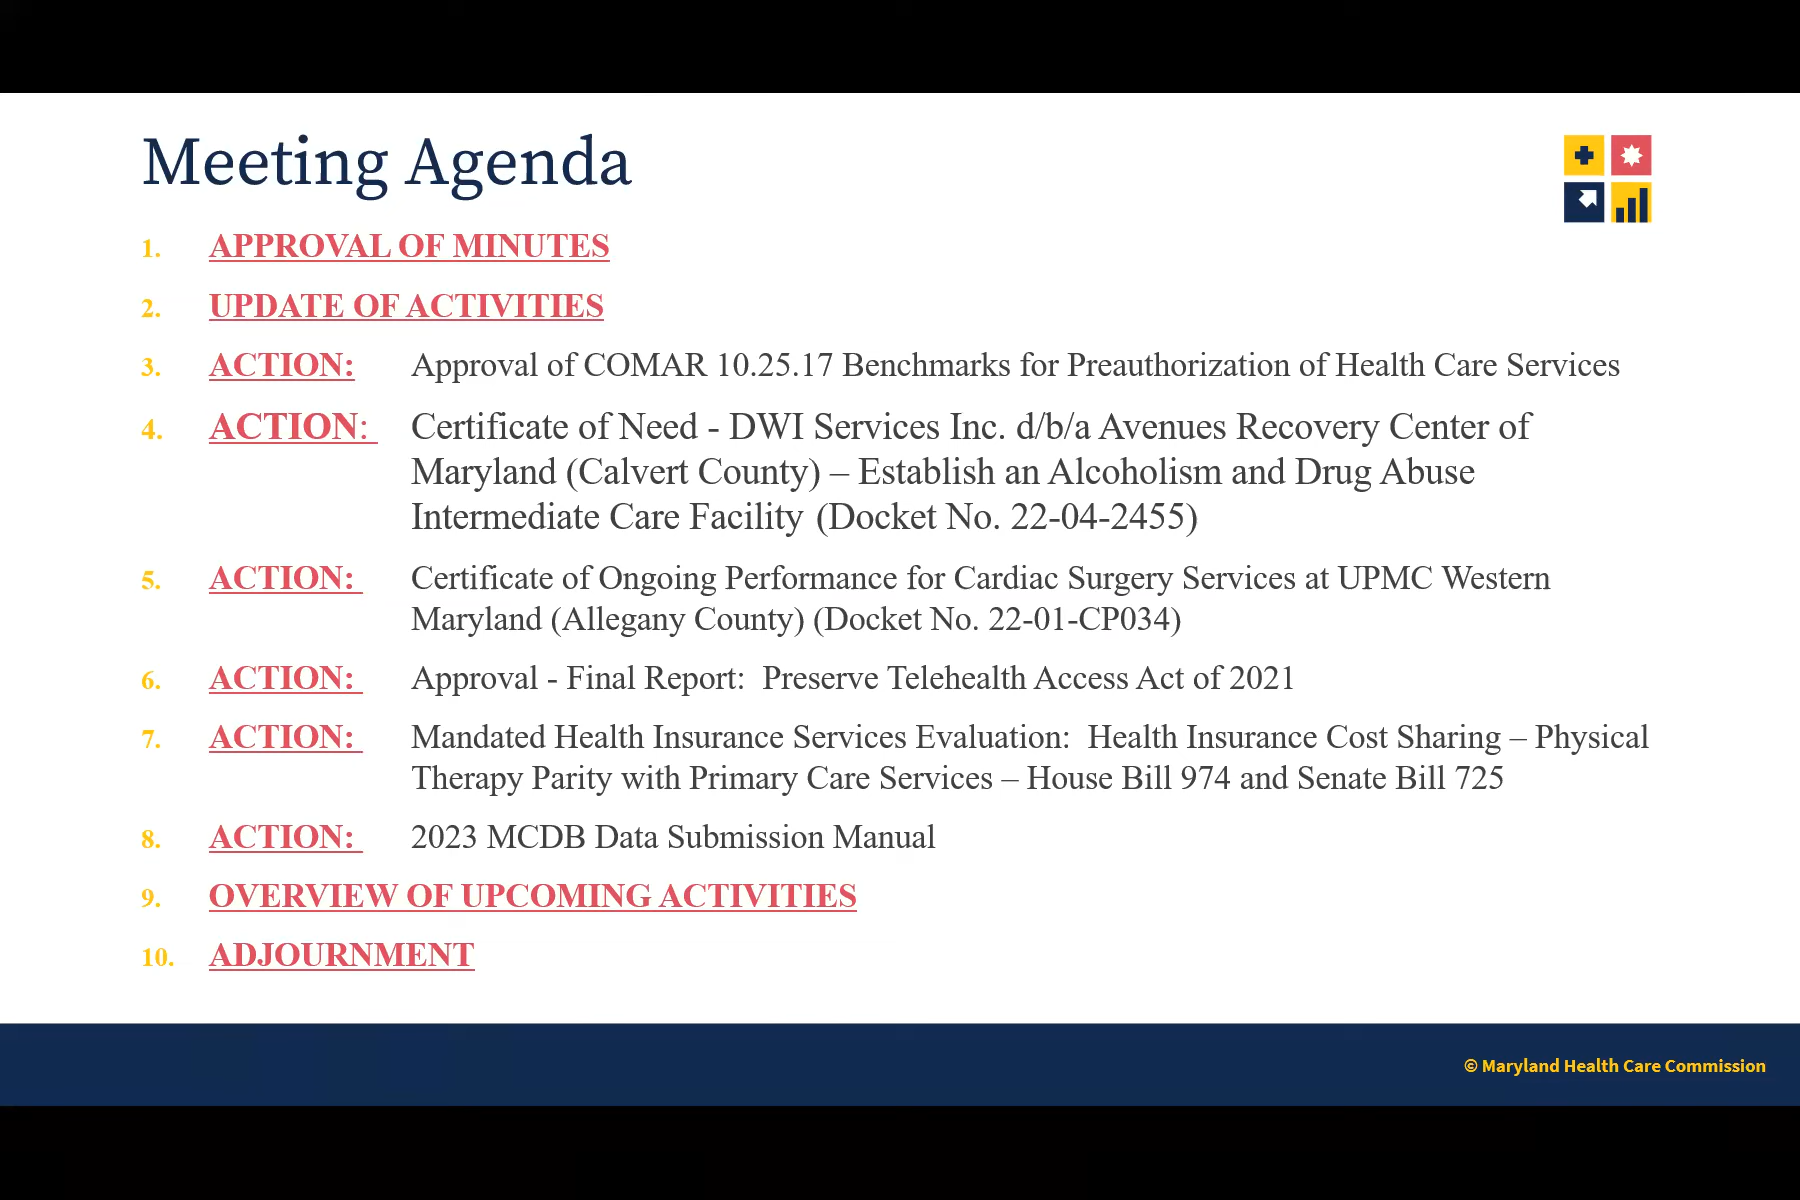 Meeting Agenda
1. APPROVAL OF MINUTES
2. UPDATE OF ACTIVITIES
3. ACTION: Approval of COMAR 10.25.17 Benchmarks for Preauthorization of Health Care Services
4. ACTION: Certificate of Need - DWI Services Inc. d/b/a Avenues Recovery Center of
Maryland (Calvert County) – Establish an Alcoholism and Drug Abuse
Intermediate Care Facility (Docket No. 22-04-2455)
5. ACTION: Certificate of Ongoing Performance for Cardiac Surgery Services at UPMC Western
Maryland (Allegany County) (Docket No. 22-01-CP034)
6. ACTION: Approval - Final Report: Preserve Telehealth Access Act of 2021
7. ACTION: Mandated Health Insurance Services Evaluation: Health Insurance Cost Sharing – Physical
Therapy Parity with Primary Care Services – House Bill 974 and Senate Bill 725
8. ACTION: 2023 MCDB Data Submission Manual
9. OVERVIEW OF UPCOMING ACTIVITIES
10. ADJOURNMENT
© Maryland Health Care Commission